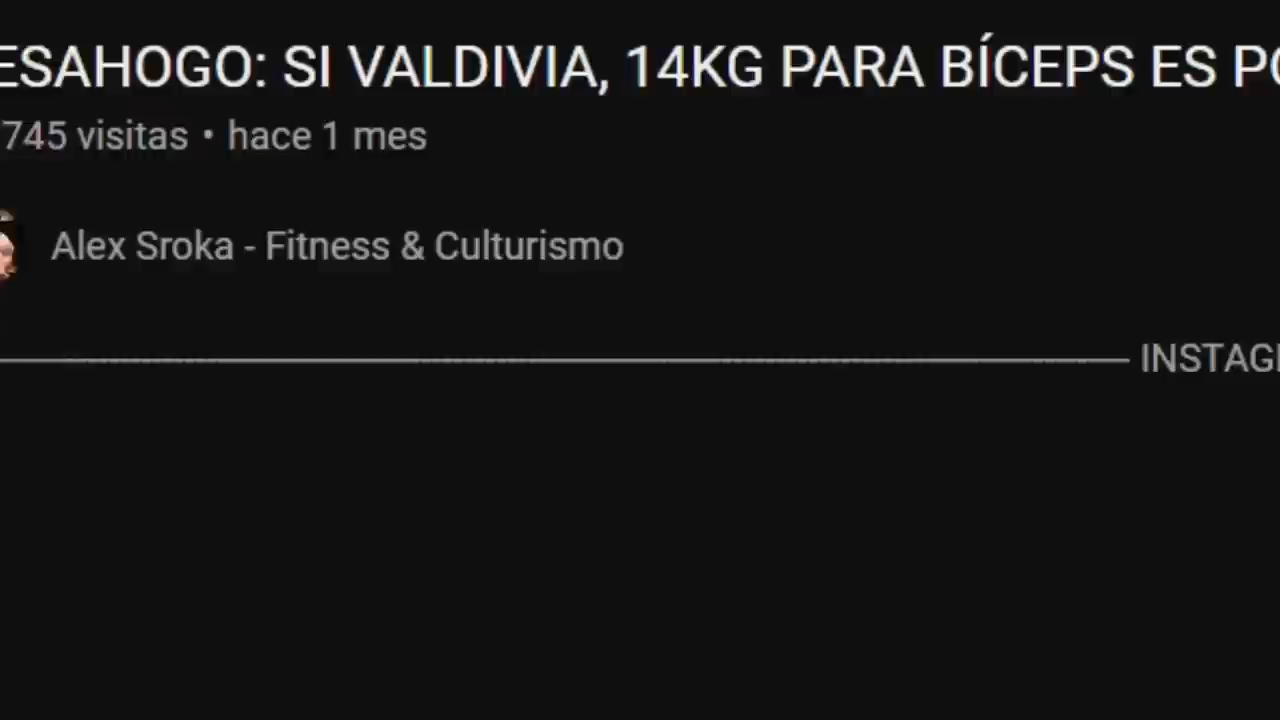 ESAHOGO: SI VALDIVIA, 14KG PARA BÍCEPS ES
745 visitas • hace 1 mes
Alex Sroka - Fitness & Culturismo
INSTAG